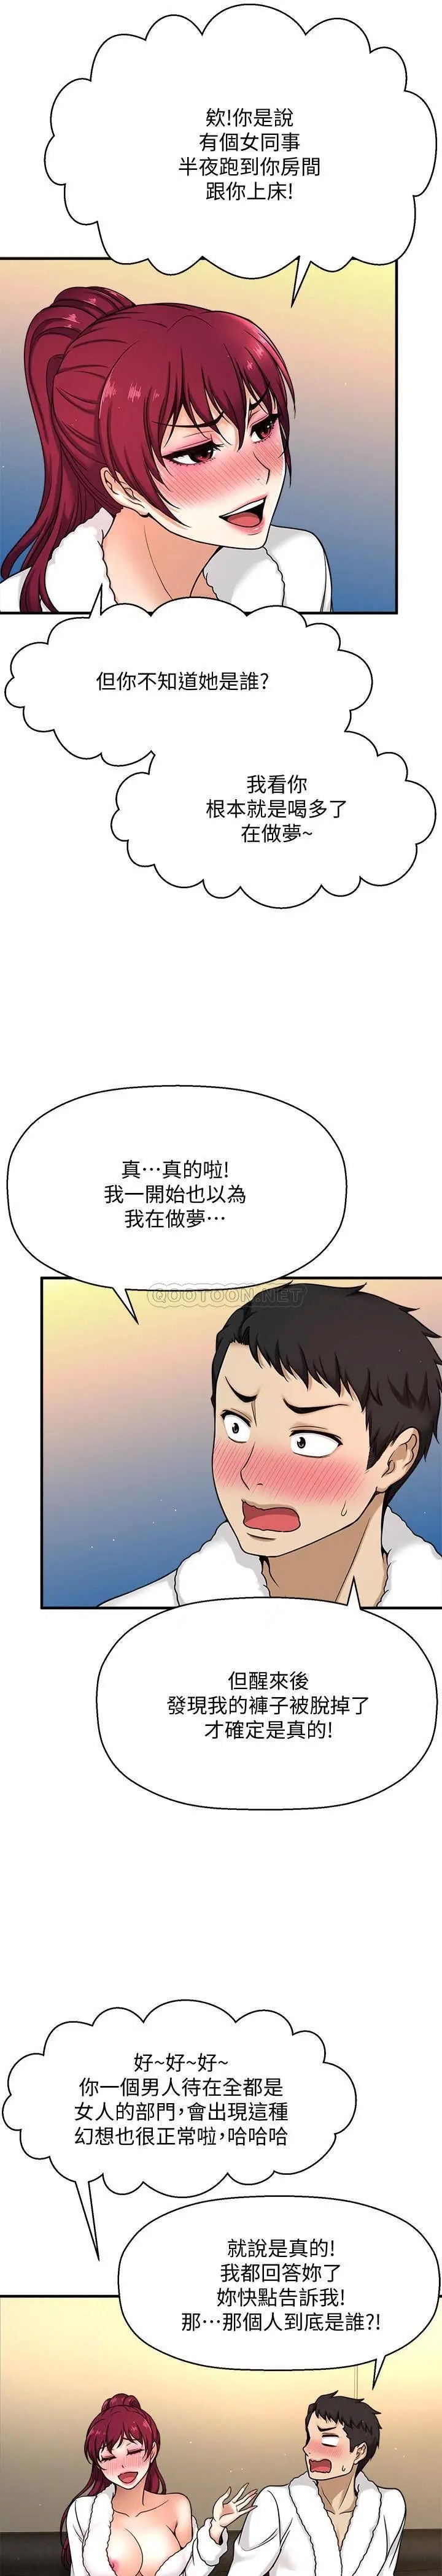 欸!你是說
有個女同事
半夜跑到你房間
跟你上床!
但你不知道她是誰?
我看你
根本就是喝多了
在做夢~
真…真的啦!
我一開始也以為
我在做夢…
QOOTOON.NET
但醒來後
發現我的褲子被脫掉了
才確定是真的!
好~好~好~
你一個男人待在全都是
女人的部門,會出現這種
幻想也很正常啦,哈哈哈
就說是真的!
我都回答妳了
妳快點告訴我!
那…那個人到底是誰?!